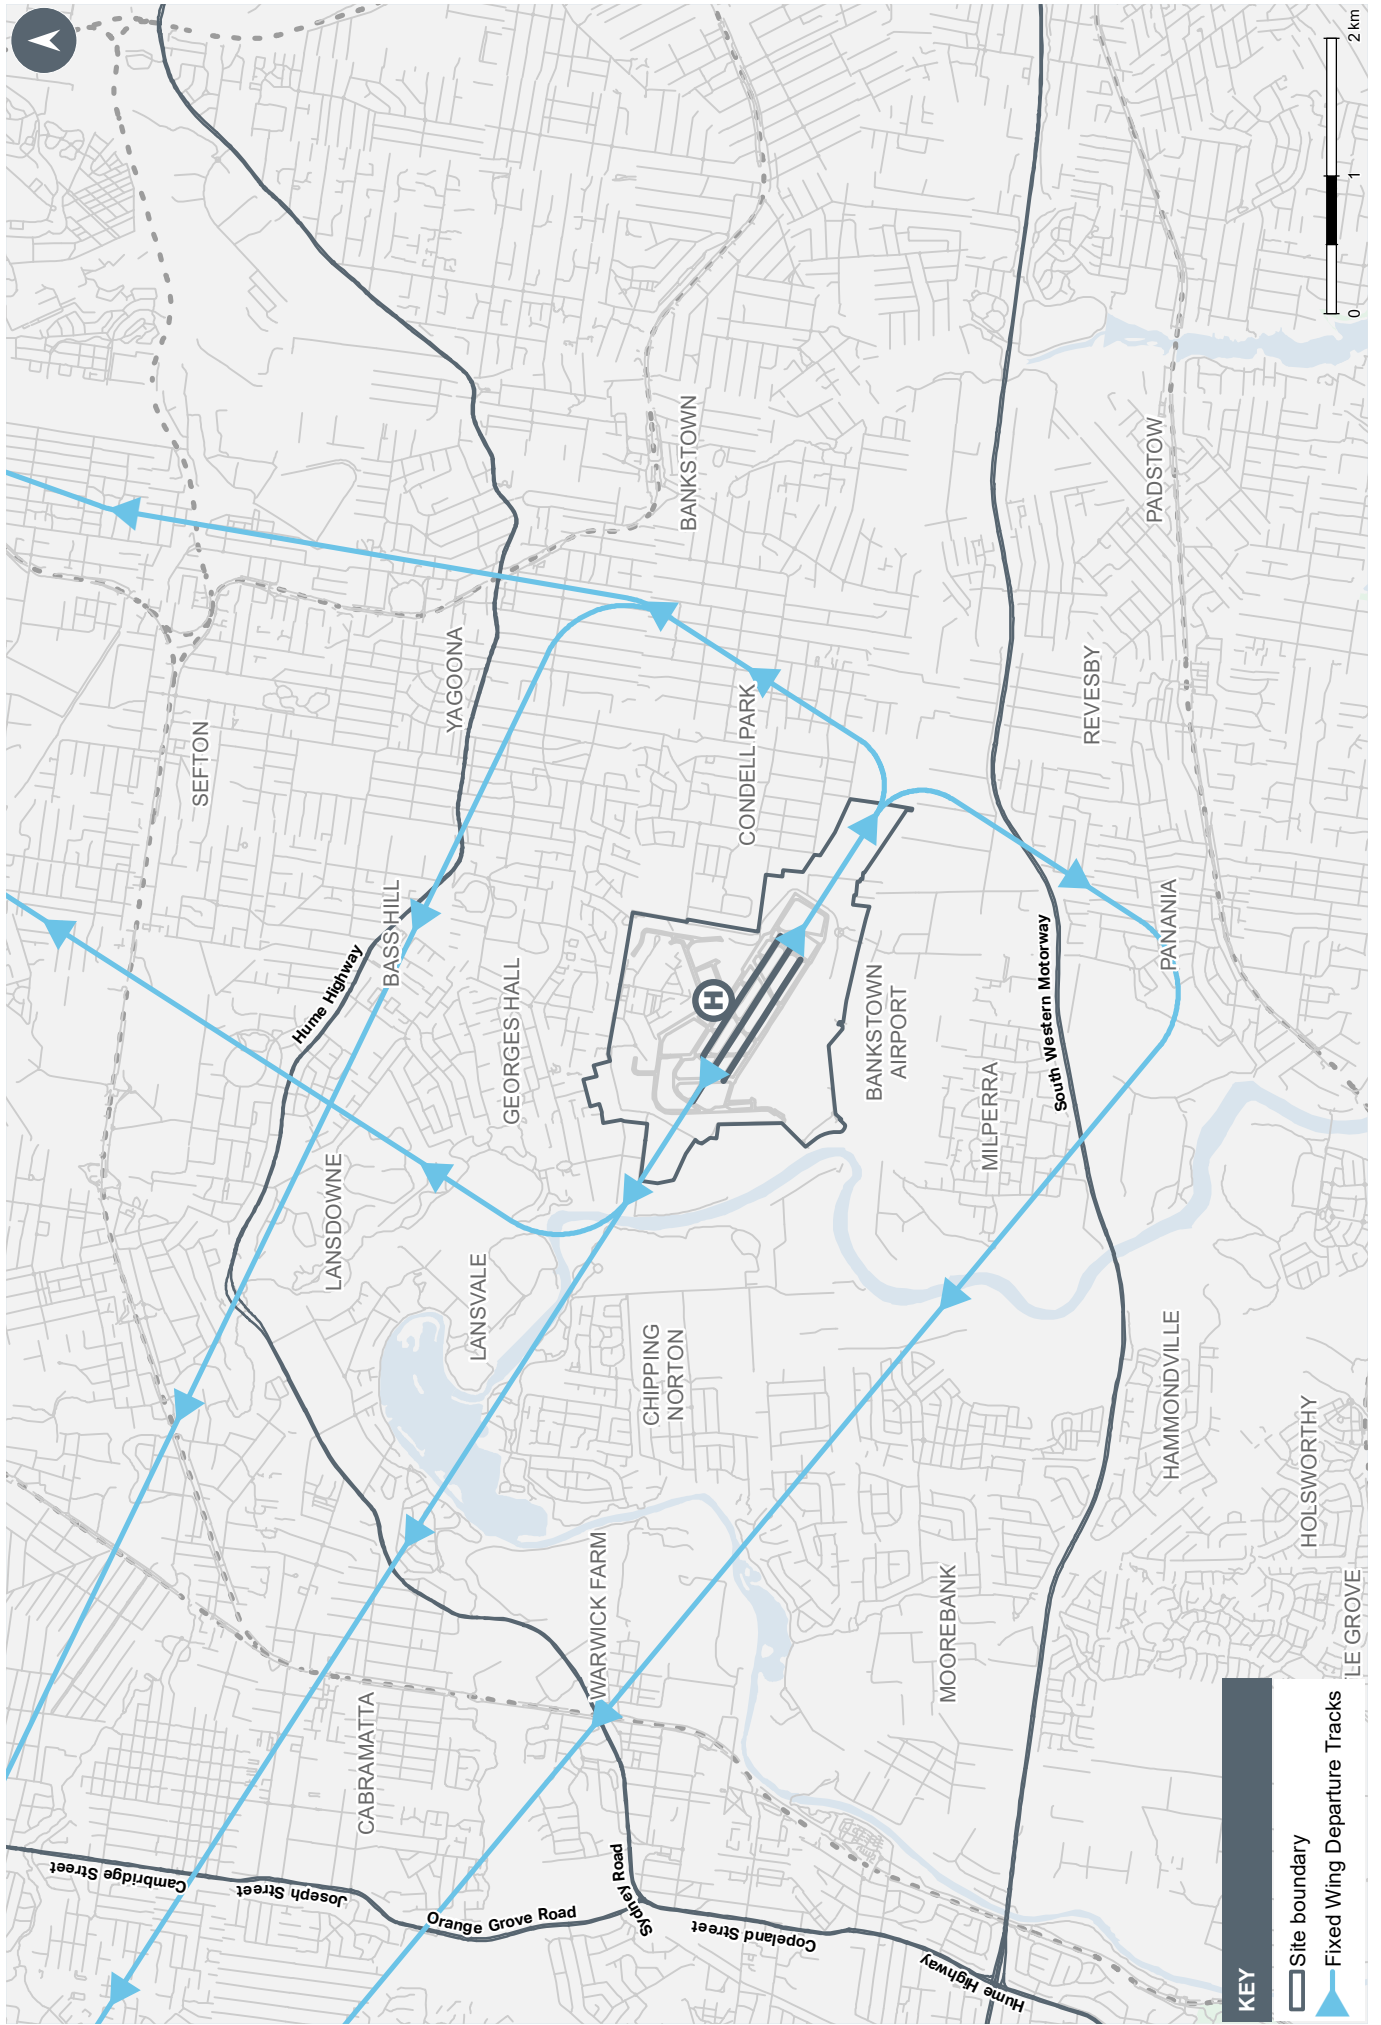 SEFTON
YAGOONA
BANKSTOWN
BASS HILL
Hume Highway
CONDELL PARK
GEORGES HALL
LANSDOWNE
LANSVALE
H
BANKSTOWN
AIRPORT
REVESBY
PADSTOW
PANANIA
South Western Motorway
MILPERRA
CHIPPING
NORTON
HAMMONDVILLE
HOLSWORTHY
LE GROVE
MOOREBANK
WARWICK FARM
CABRAMATTA
Cambridge Street
Joseph Street
Orange Grove Road
Sydney Road
Copeland Street
Hume Highway
0
1
2 km
KEY
Site boundary
Fixed Wing Departure Tracks